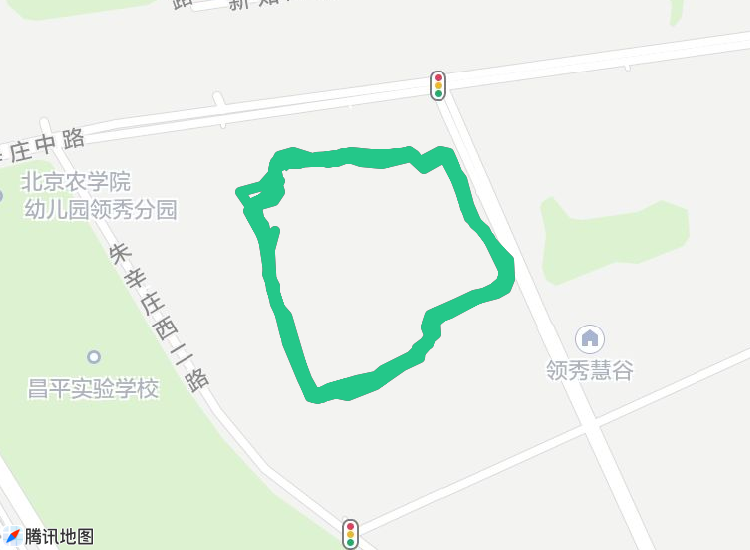 路
庄中路
北京农学院
幼儿园领秀分园
朱辛庄西二路
领秀慧谷
昌平实验学校
腾讯地图